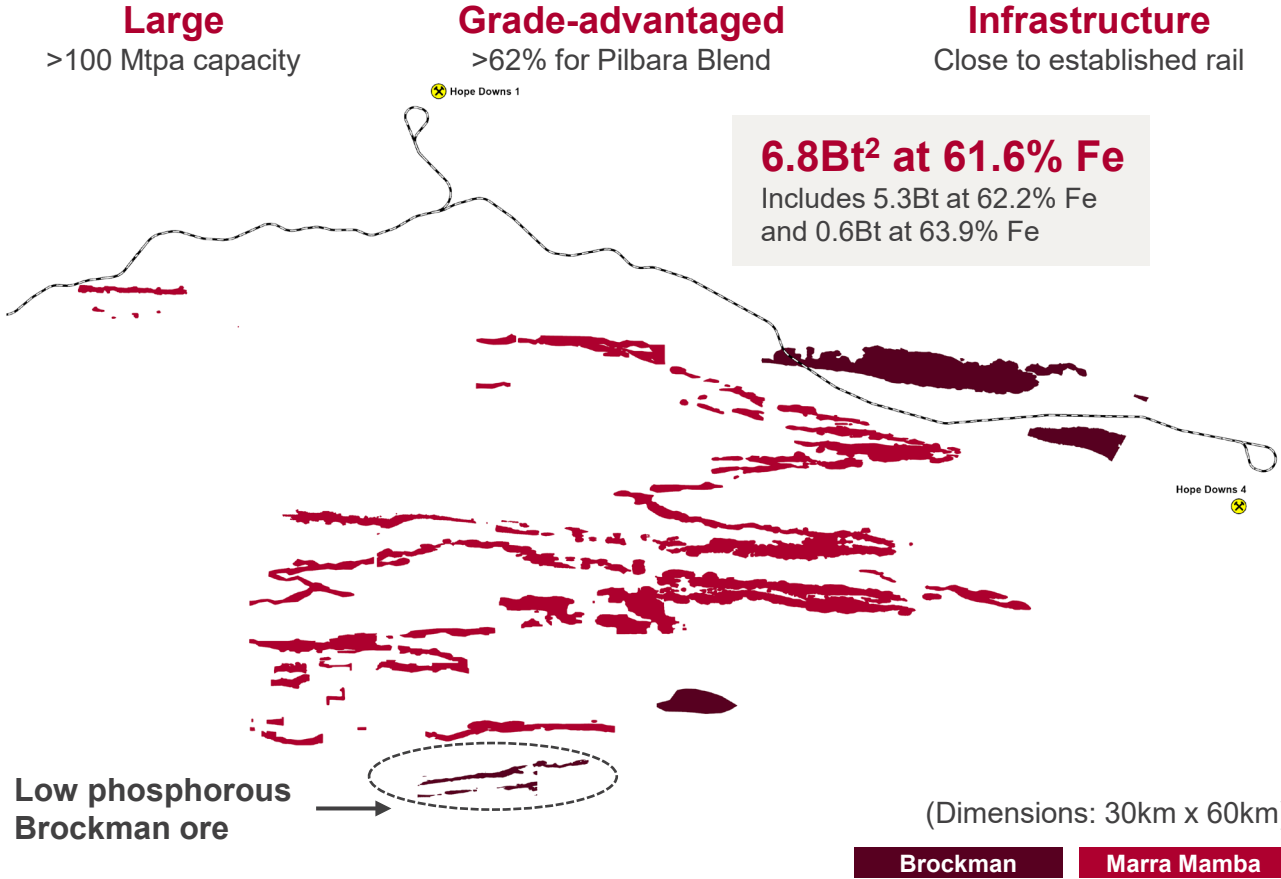 Large
>100 Mtpa capacity
Grade-advantaged
>62% for Pilbara Blend
Infrastructure
Close to established rail
Hope Downs 1
6.8Bt² at 61.6% Fe
Includes 5.3Bt at 62.2% Fe
and 0.6Bt at 63.9% Fe
Hope Downs 4
Low phosphorous
Brockman ore
(Dimensions: 30km x 60km
Brockman
Marra Mamba